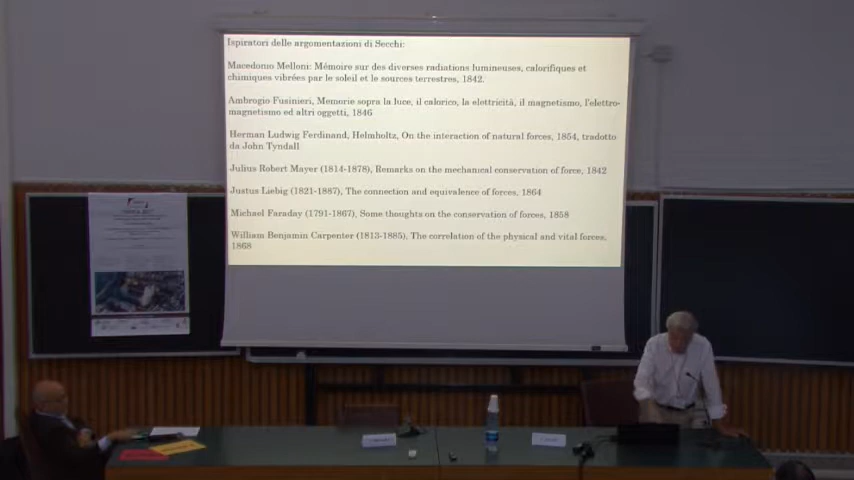 Ispiratori delle argomentazioni di Secchi:
Macedonio Melloni: Mémoire sur des diverses radiations lumineuses, calorifiques et
chimiques vibrées par le soleil et le sources terrestres, 1842.
Ambrogio Fusinieri, Memorie sopra la luce, il calorico, la elettricità, il magnetismo, l'elettro-
magnetismo ed altri oggetti, 1846
Herman Ludwig Ferdinand, Helmholtz, On the interaction of natural forces, 1854, tradotto
da John Tyndall
Julius Robert Mayer (1814-1878), Remarks on the mechanical conservation of force, 1842
Justus Liebig (1821-1887), The connection and equivalence of forces, 1864
Michael Faraday (1791-1867), Some thoughts on the conservation of forces, 1858
William Benjamin Carpenter (1813-1885), The correlation of the physical and vital forces,
1868